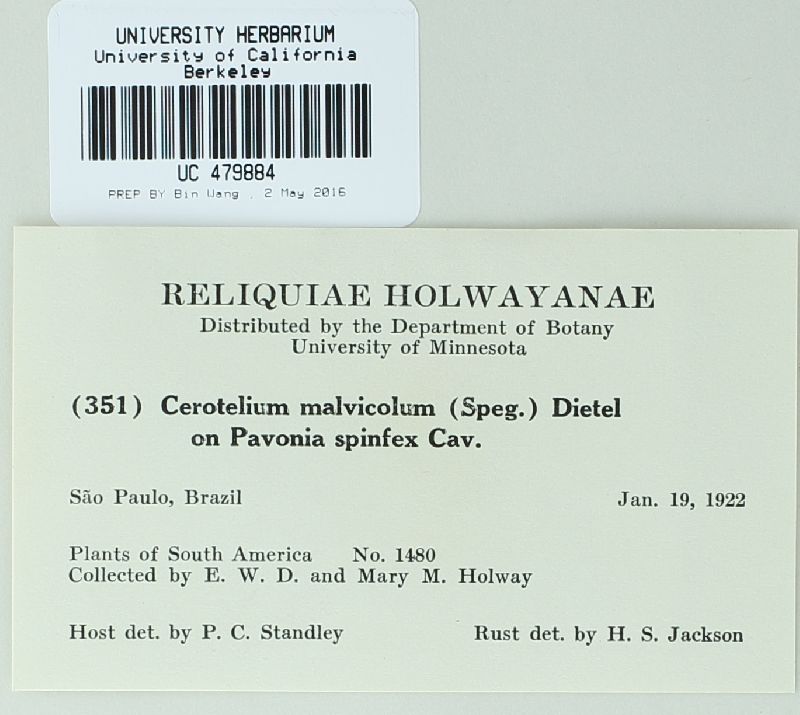 UNIVERSITY HERBARIUM
University of California
Berkeley
UC 479884
PREP BY Bin Wang , 2 May 2016
RELIQUIAE HOLWAYANAE
Distributed by the Department of Botany
University of Minnesota
(351) Cerotelium malvicolum (Speg.) Dietel
on Pavonia spinfex Cav.
São Paulo, Brazil Jan. 19, 1922
Plants of South America No. 1480
Collected by E. W. D. and Mary M. Holway
Host det. by P. C. Standley Rust det. by H. S. Jackson